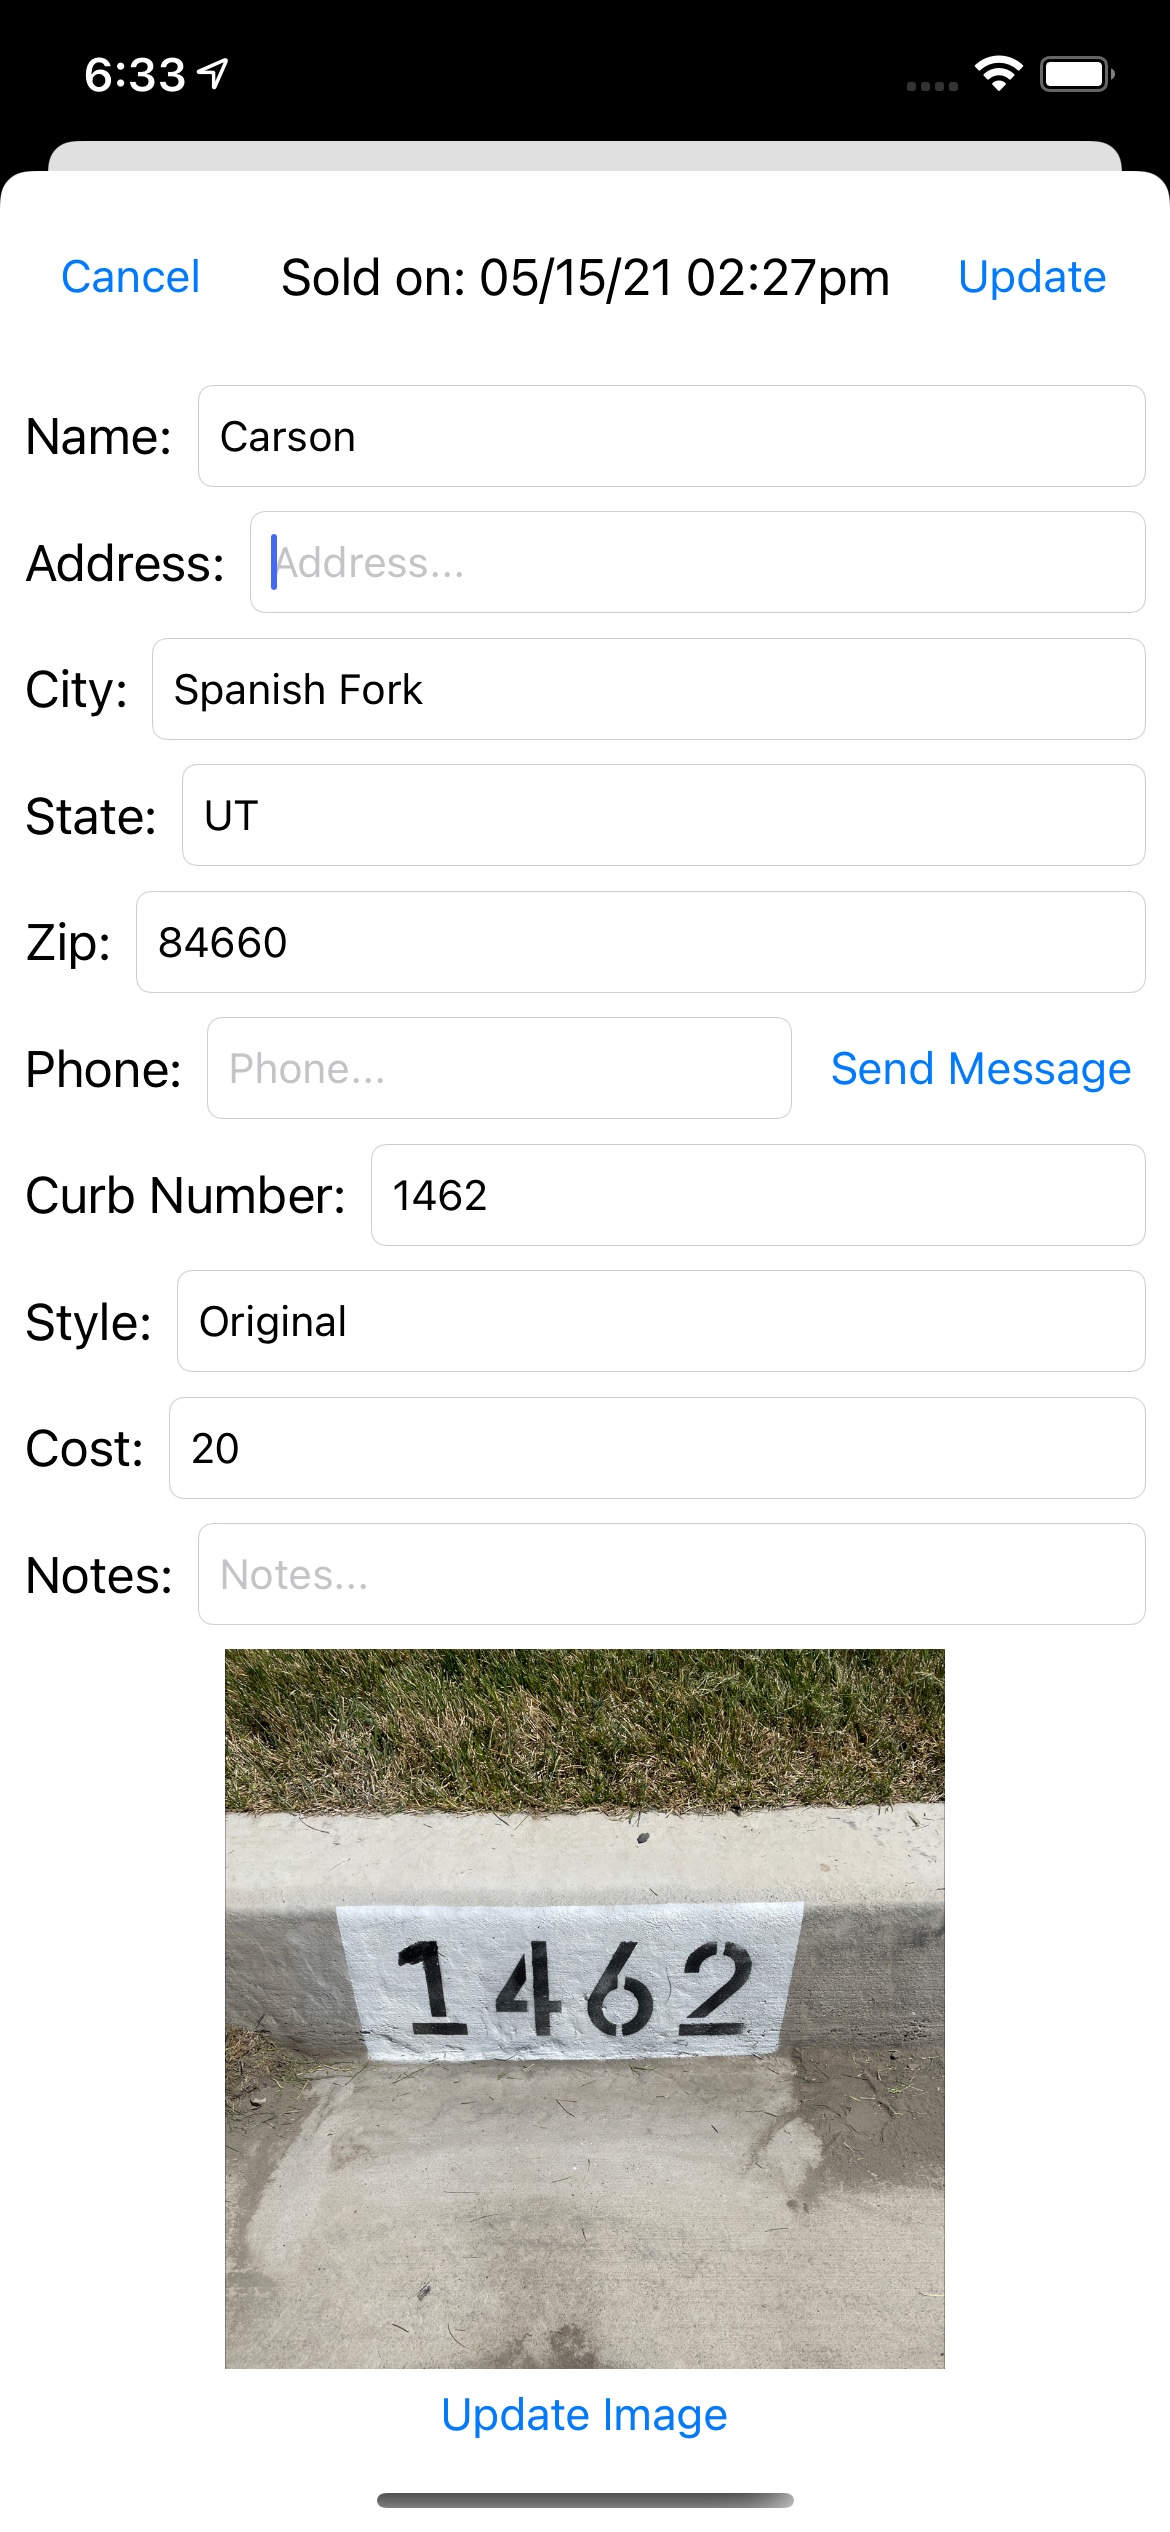 6:33
Cancel Sold on: 05/15/21 02:27pm Update
Name: Carson
Address: Address...
City: Spanish Fork
State: UT
Zip: 84660
Phone: Phone... Send Message
Curb Number: 1462
Style: Original
Cost: 20
Notes: Notes...
1462
Update Image